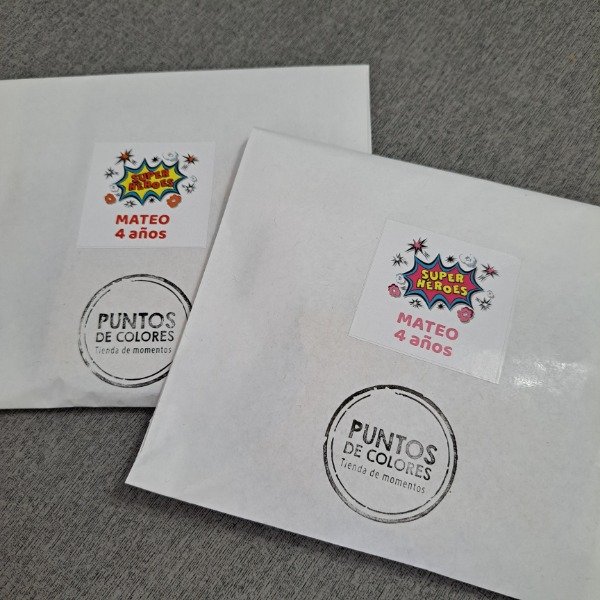 SUPER
HEROES
MATEO
4 años
PUNTOS
DE COLORES
Tienda de momentos
SUPER
HEROES
MATEO
4 años
PUNTOS
DE COLORES
Tienda de momentos